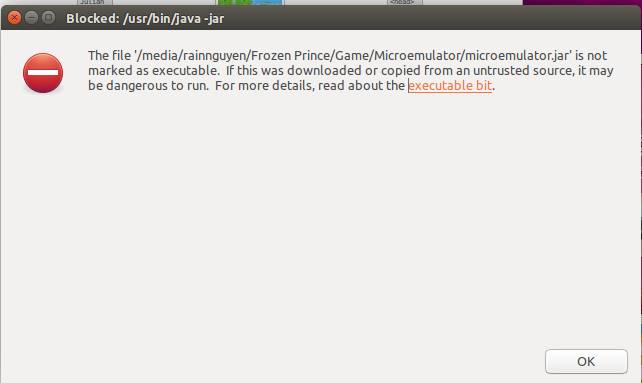 Julian
<head>
Blocked: /usr/bin/java -jar
The file '/media/rainnguyen/Frozen Prince/Game/Microemulator/microemulator.jar' is not
marked as executable.  If this was downloaded or copied from an untrusted source, it may
be dangerous to run.  For more details, read about the executable bit.
OK